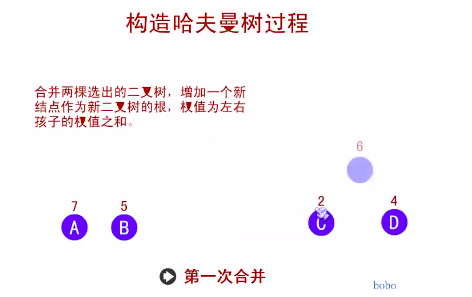 构造哈夫曼树过程
合并两棵选出的二叉树，增加一个新
结点作为新二叉树的根，权值为左右
孩子的权值之和。
6
7 5 2 4
A B C D
第一次合并
bobo